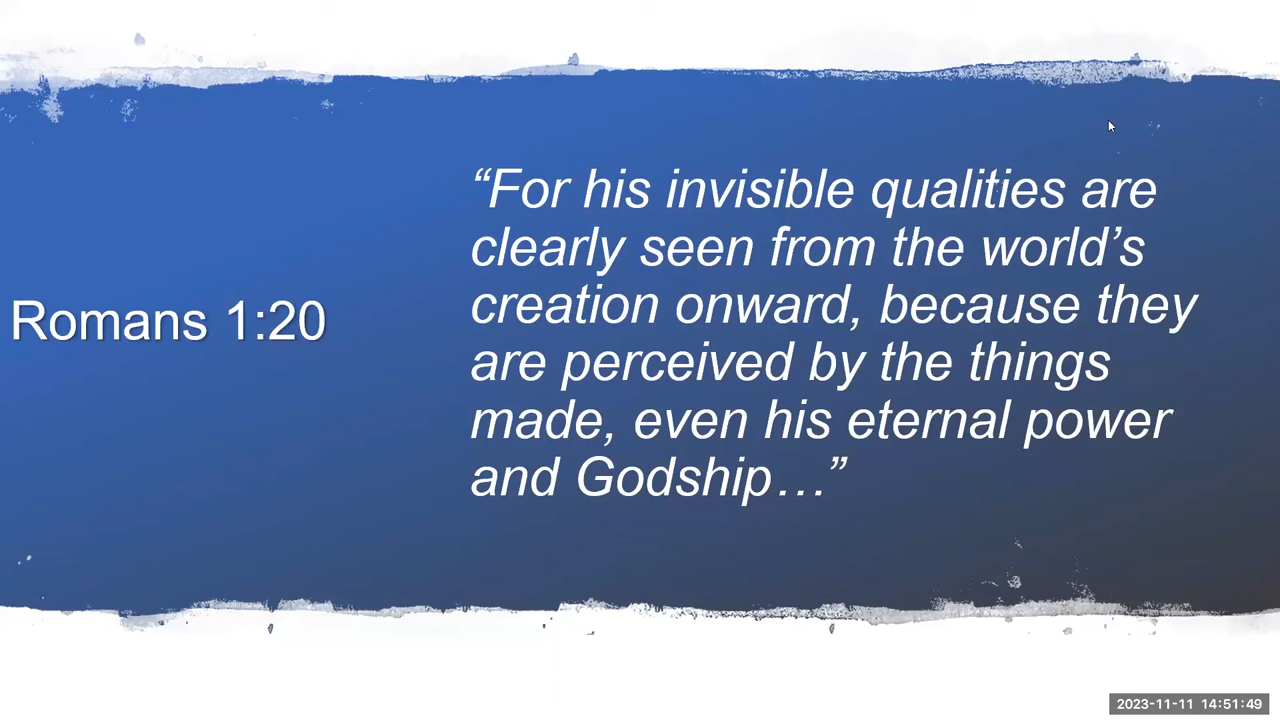 Romans 1:20
“For his invisible qualities are
clearly seen from the world’s
creation onward, because they
are perceived by the things
made, even his eternal power
and Godship…”
2023-11-11 14:51:49